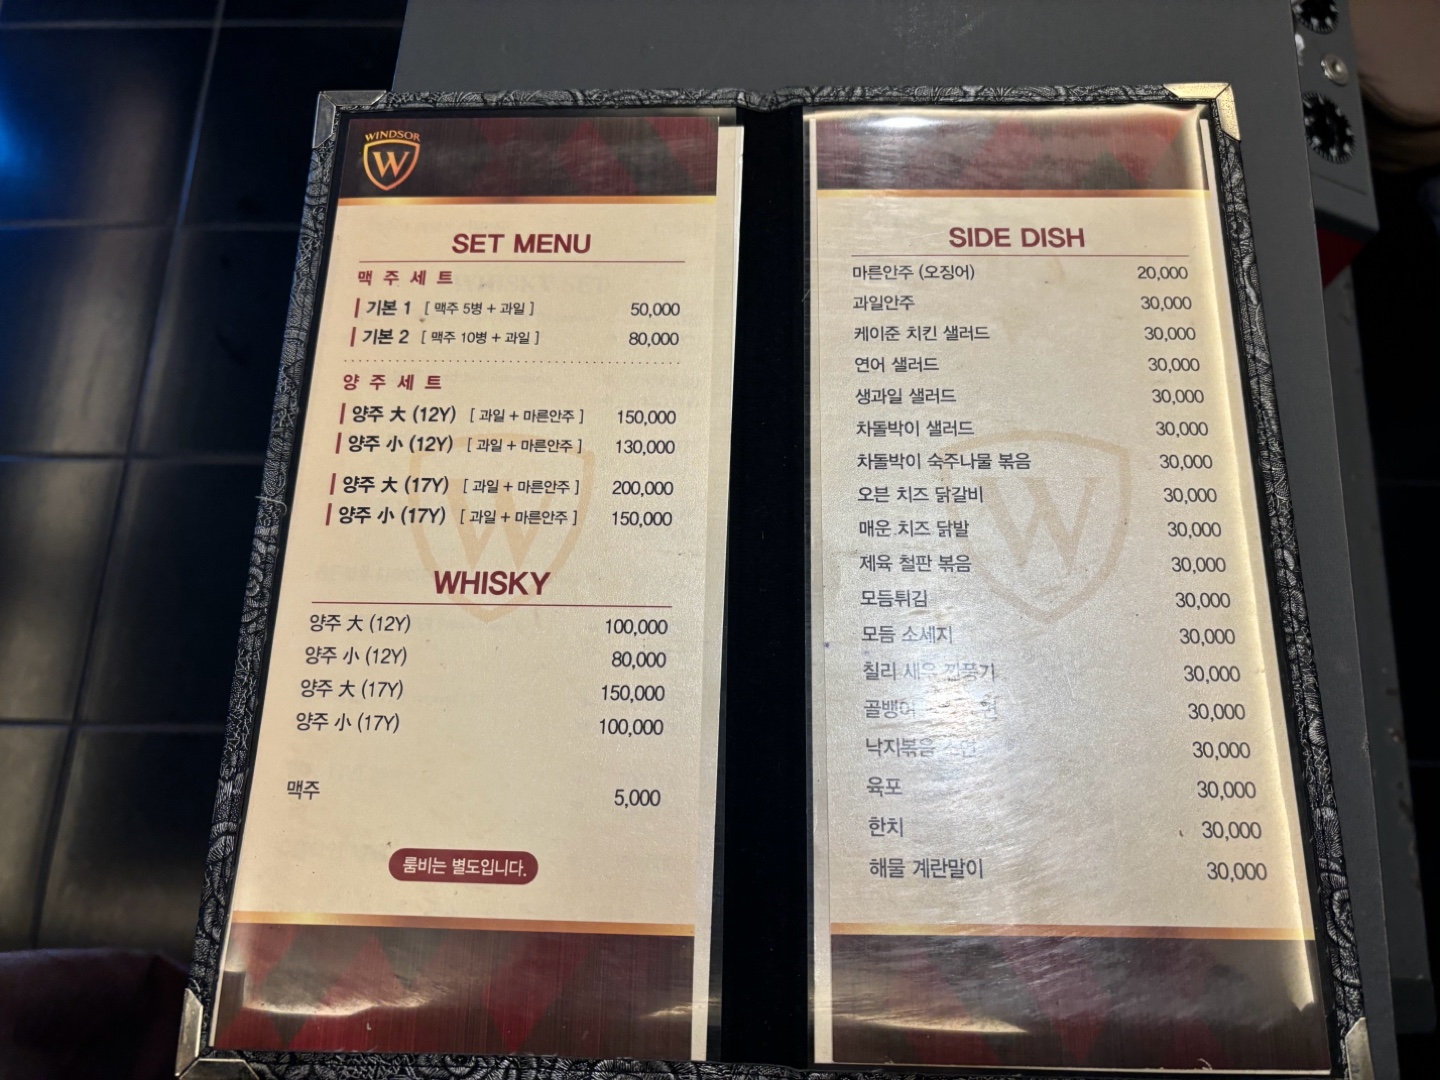 WINDSOR
W
SET MENU
맥주세트
기본 1 [ 맥주 5병 + 과일 ] 50,000
기본 2 [ 맥주 10병 + 과일 ] 80,000
양주세트
양주 大 (12Y) [ 과일 + 마른안주 ] 150,000
양주 小 (12Y) [ 과일 + 마른안주 ] 130,000
양주 大 (17Y) [ 과일 + 마른안주 ] 200,000
양주 小 (17Y) [ 과일 + 마른안주 ] 150,000
W
WHISKY
양주 大 (12Y) 100,000
양주 小 (12Y) 80,000
양주 大 (17Y) 150,000
양주 小 (17Y) 100,000
맥주 5,000
룸비는 별도입니다.
SIDE DISH
마른안주 (오징어) 20,000
과일안주 30,000
케이준 치킨 샐러드 30,000
연어 샐러드 30,000
생과일 샐러드 30,000
차돌박이 샐러드 30,000
차돌박이 숙주나물 볶음 30,000
오븐 치즈 닭갈비 30,000
매운 치즈 닭발 30,000
W
제육 철판 볶음 30,000
모듬튀김 30,000
모듬 소세지 30,000
칠리 새우 깐풍기 30,000
골뱅이 30,000
낙지볶음 30,000
육포 30,000
한치 30,000
해물 계란말이 30,000